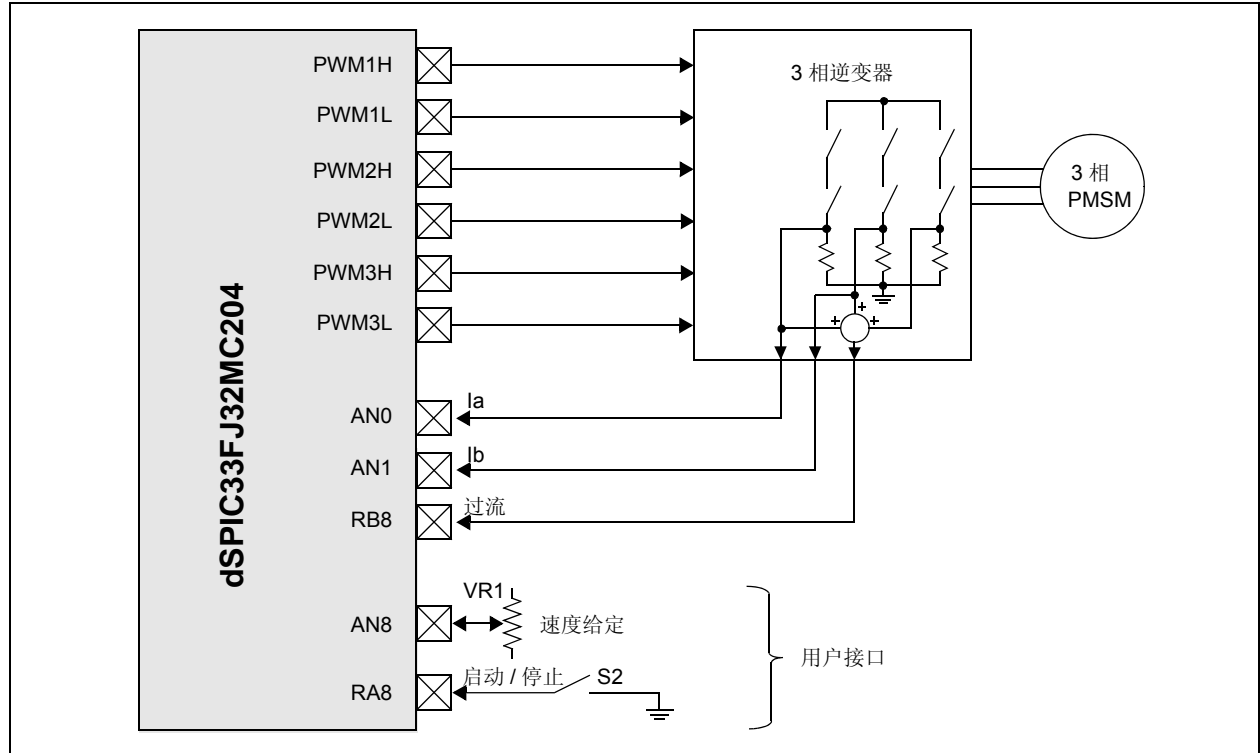 dSPIC33FJ32MC204
PWM1H
PWM1L
PWM2H
PWM2L
PWM3H
PWM3L
AN0
AN1
RB8
AN8
RA8
3 相逆变器
+
+
+
3 相
PMSM
Ia
Ib
过流
VR1
速度给定
启动 / 停止
S2
用户接口